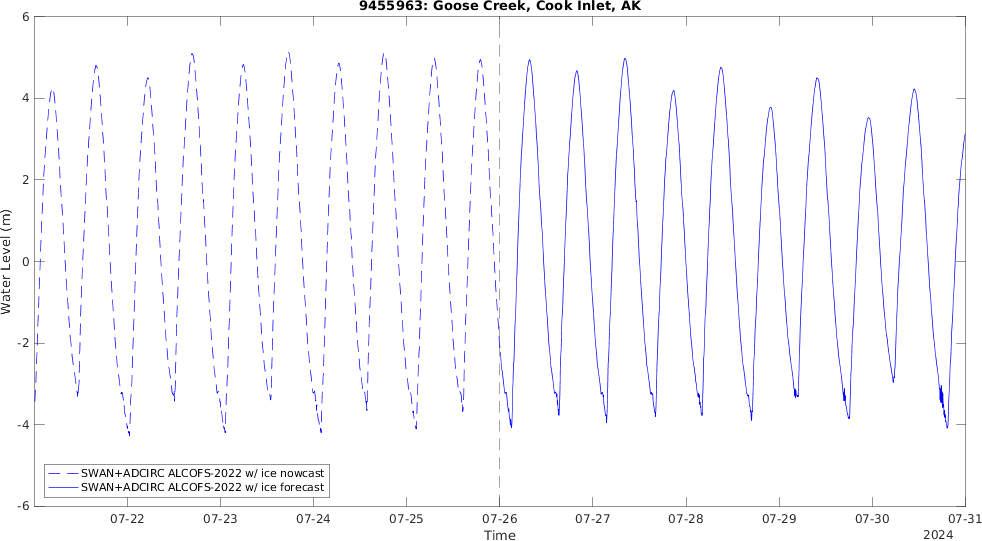 9455963: Goose Creek, Cook Inlet, AK
6
4
2
0
-2
-4
-6
Water Level (m)
SWAN+ADCIRC ALCOFS-2022 w/ ice nowcast
SWAN+ADCIRC ALCOFS-2022 w/ ice forecast
07-22 07-23 07-24 07-25 07-26 07-27 07-28 07-29 07-30 07-31
Time
2024